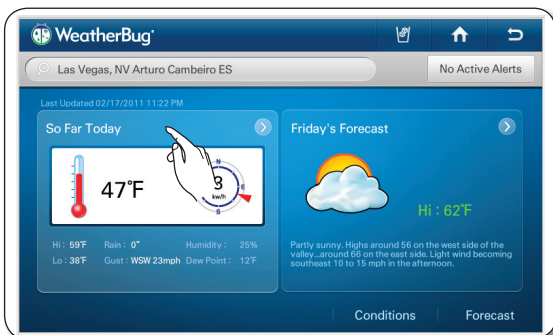 WeatherBug®
Las Vegas, NV Arturo Cambeiro ES
No Active Alerts
Last Updated 02/17/2011 11:22 PM
So Far Today
47°F
N
3
kw/h
E
S
Hi : 59°F Rain : 0" Humidity : 25%
Lo : 38°F Gust : WSW 23mph Dew Point : 12°F
Friday's Forecast
Hi : 62°F
Partly sunny. Highs around 56 on the west side of the
valley...around 66 on the east side. Light wind becoming
southeast 10 to 15 mph in the afternoon.
Conditions
Forecast